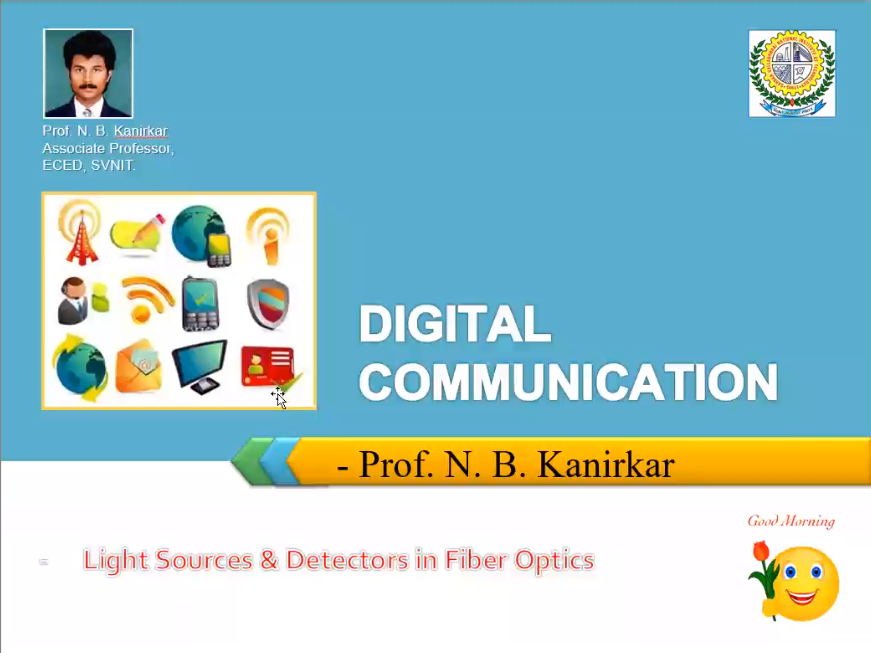 Prof. N. B. Kanirkar
Associate Professor,
ECED, SVNIT.
DIGITAL
COMMUNICATION
- Prof. N. B. Kanirkar
Good Morning
Light Sources & Detectors in Fiber Optics